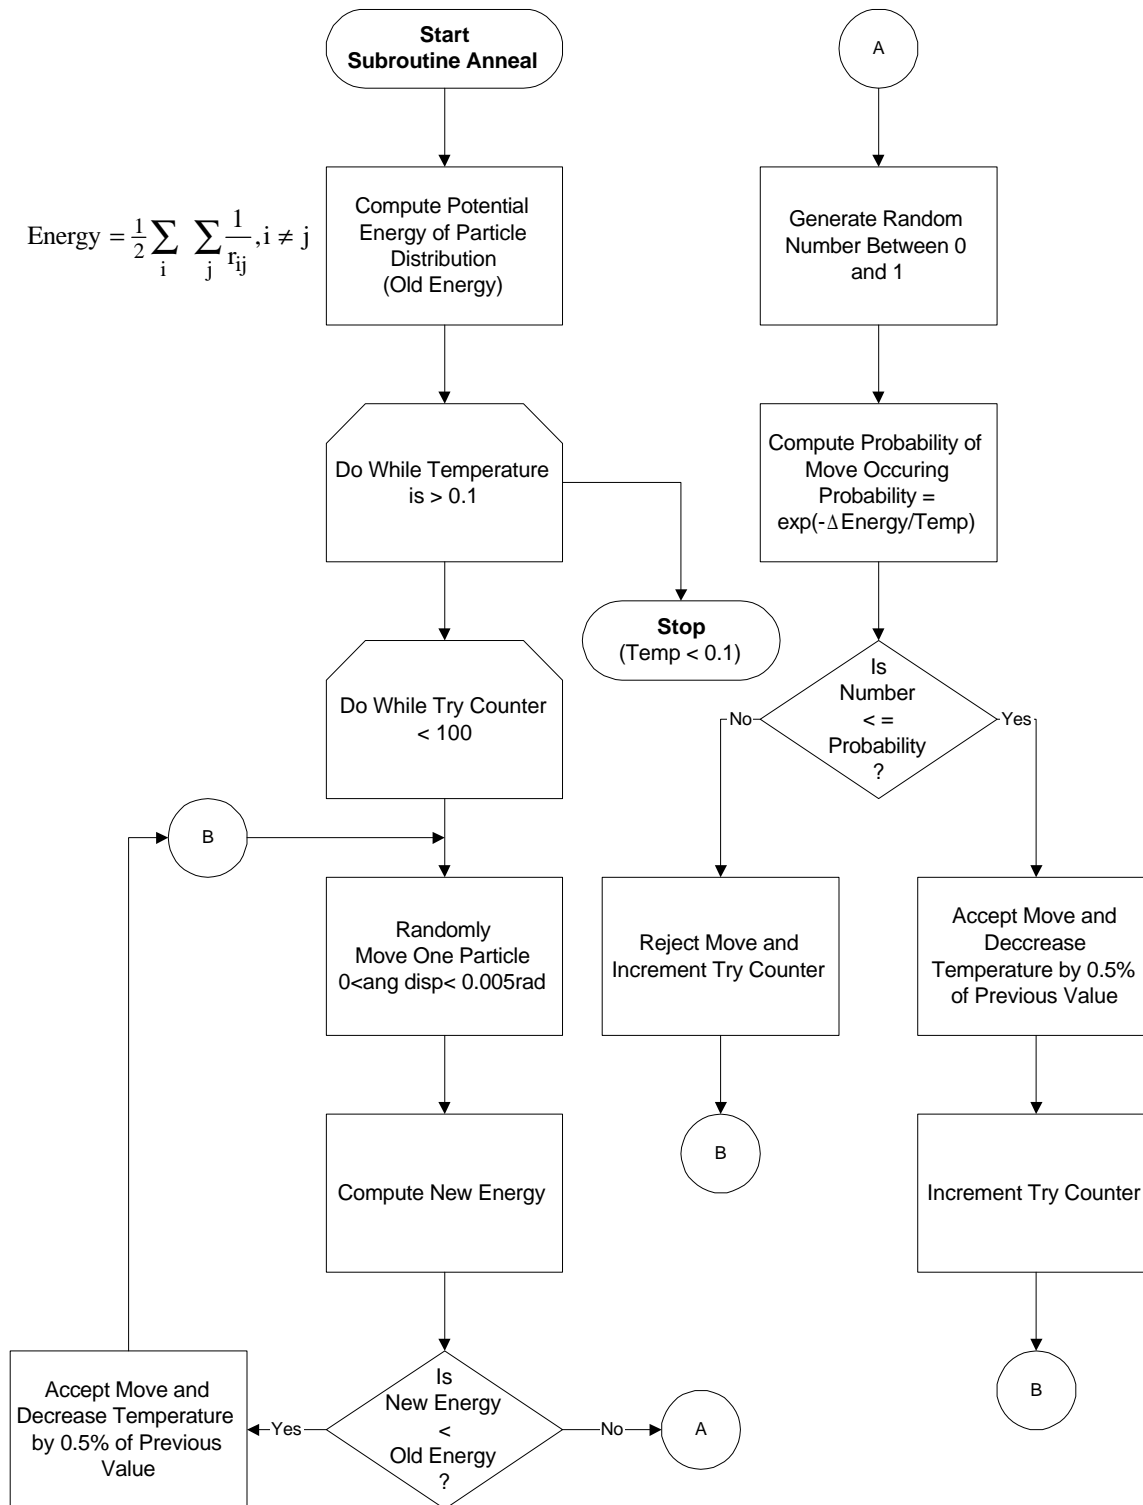 Start
Subroutine Anneal
Energy = 1/2 ∑i ∑j 1/rij, i ≠ j
Compute Potential
Energy of Particle
Distribution
(Old Energy)
Do While Temperature
is > 0.1
Stop
(Temp < 0.1)
Do While Try Counter
< 100
B
Randomly
Move One Particle
0<ang disp< 0.005rad
Compute New Energy
Is
New Energy
<
Old Energy
?
Yes
Accept Move and
Decrease Temperature
by 0.5% of Previous
Value
No
A
A
Generate Random
Number Between 0
and 1
Compute Probability of
Move Occuring
Probability =
exp(-ΔEnergy/Temp)
Is
Number
< =
Probability
?
No
Yes
Reject Move and
Increment Try Counter
B
Accept Move and
Deccrease
Temperature by 0.5%
of Previous Value
Increment Try Counter
B